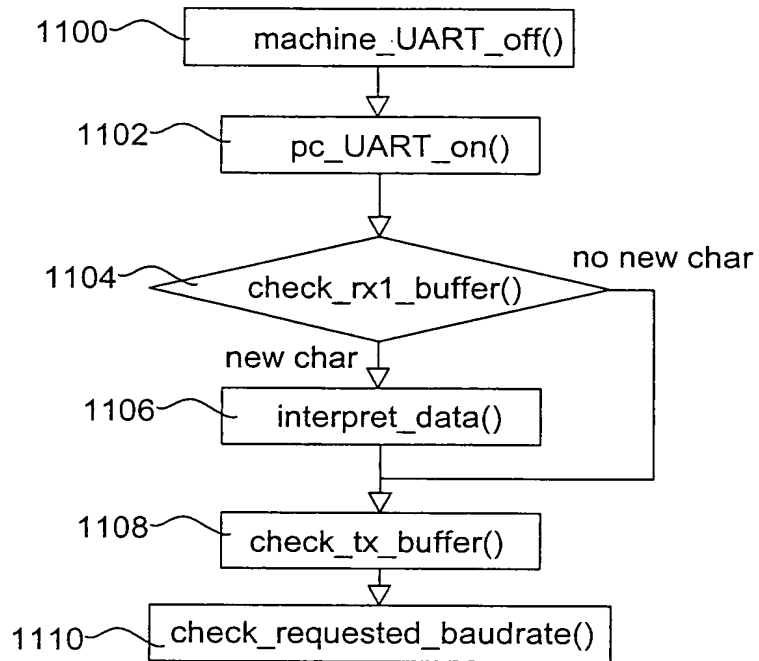 1100
machine_UART_off()
1102
pc_UART_on()
1104
check_rx1_buffer()
no new char
new char
1106
interpret_data()
1108
check_tx_buffer()
1110
check_requested_baudrate()